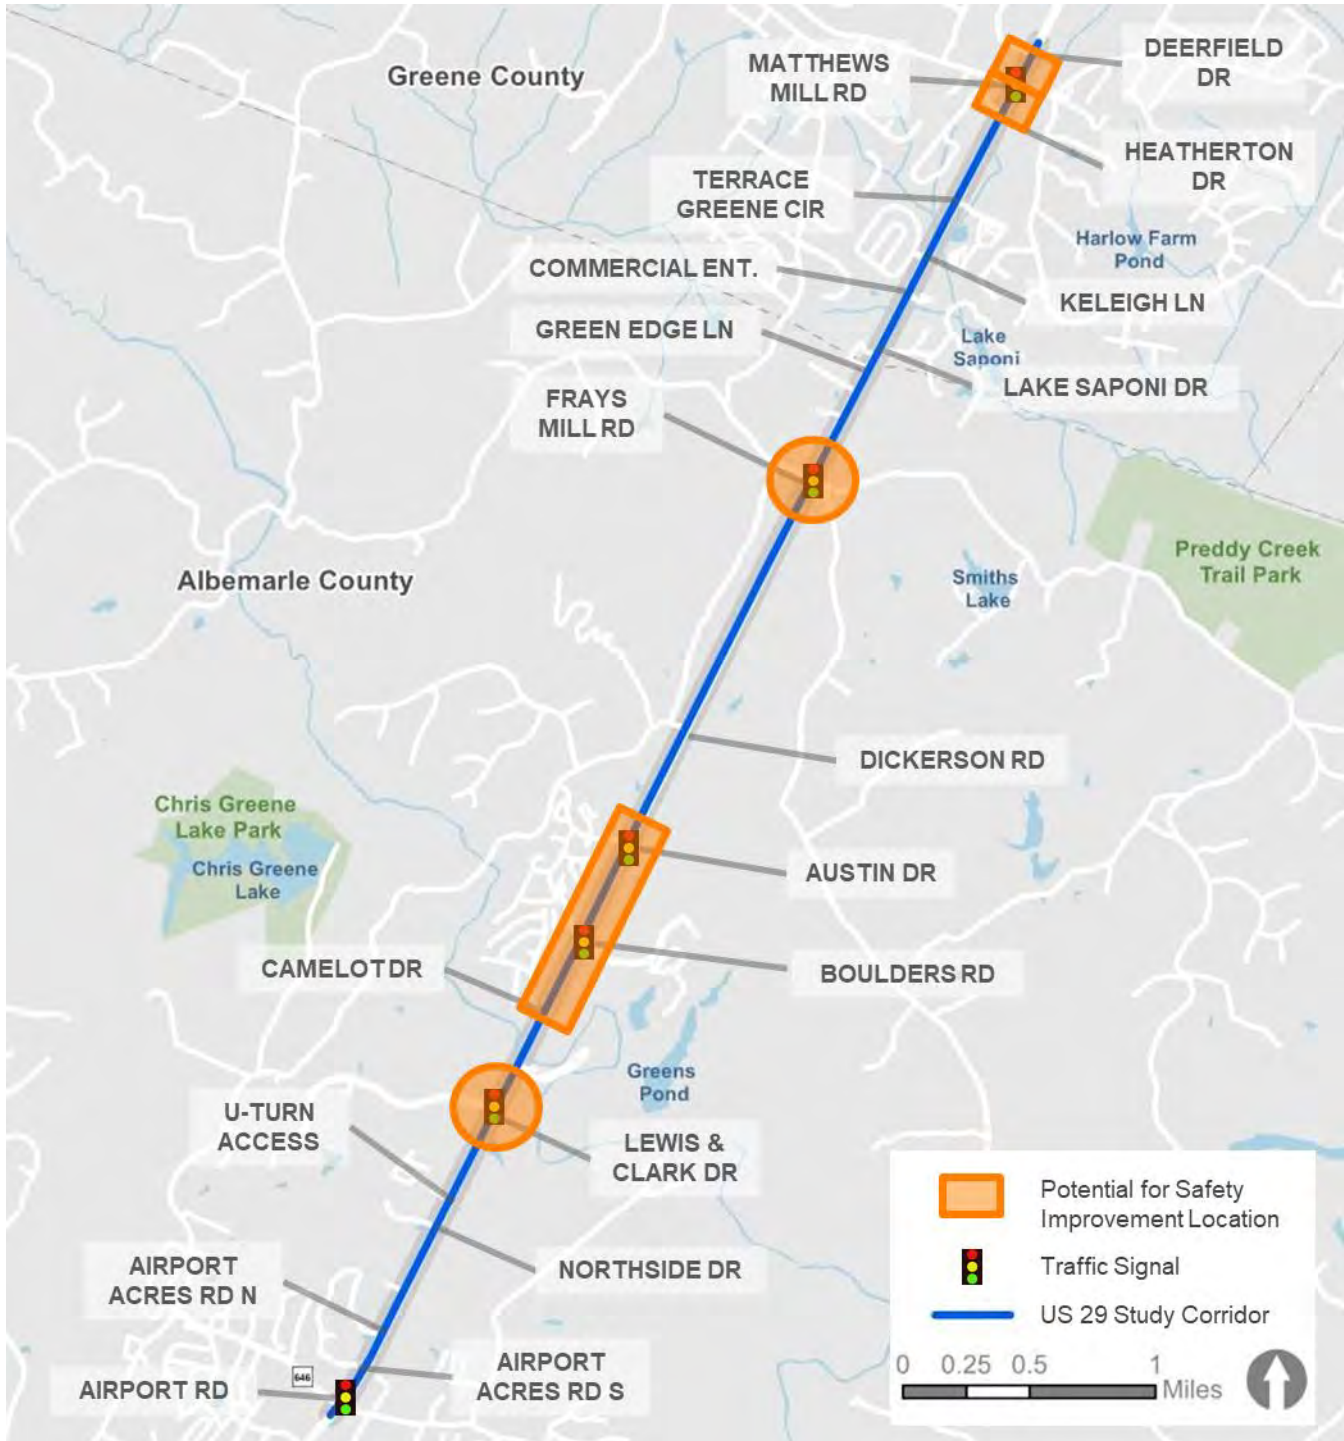 Greene County
MATTHEWS
MILL RD
DEERFIELD
DR
HEATHERTON
DR
TERRACE
GREENE CIR
Harlow Farm
Pond
COMMERCIAL ENT.
KELEIGH LN
GREEN EDGE LN
Lake
Saponi
LAKE SAPONI DR
FRAYS
MILL RD
Preddy Creek
Trail Park
Albemarle County
Smiths
Lake
DICKERSON RD
Chris Greene
Lake Park
Chris Greene
Lake
AUSTIN DR
CAMELOT DR
BOULDERS RD
Greens
Pond
U-TURN
ACCESS
LEWIS &
CLARK DR
AIRPORT
ACRES RD N
NORTHSIDE DR
646
AIRPORT RD
AIRPORT
ACRES RD S
Potential for Safety
Improvement Location
Traffic Signal
US 29 Study Corridor
0 0.25 0.5 1
Miles